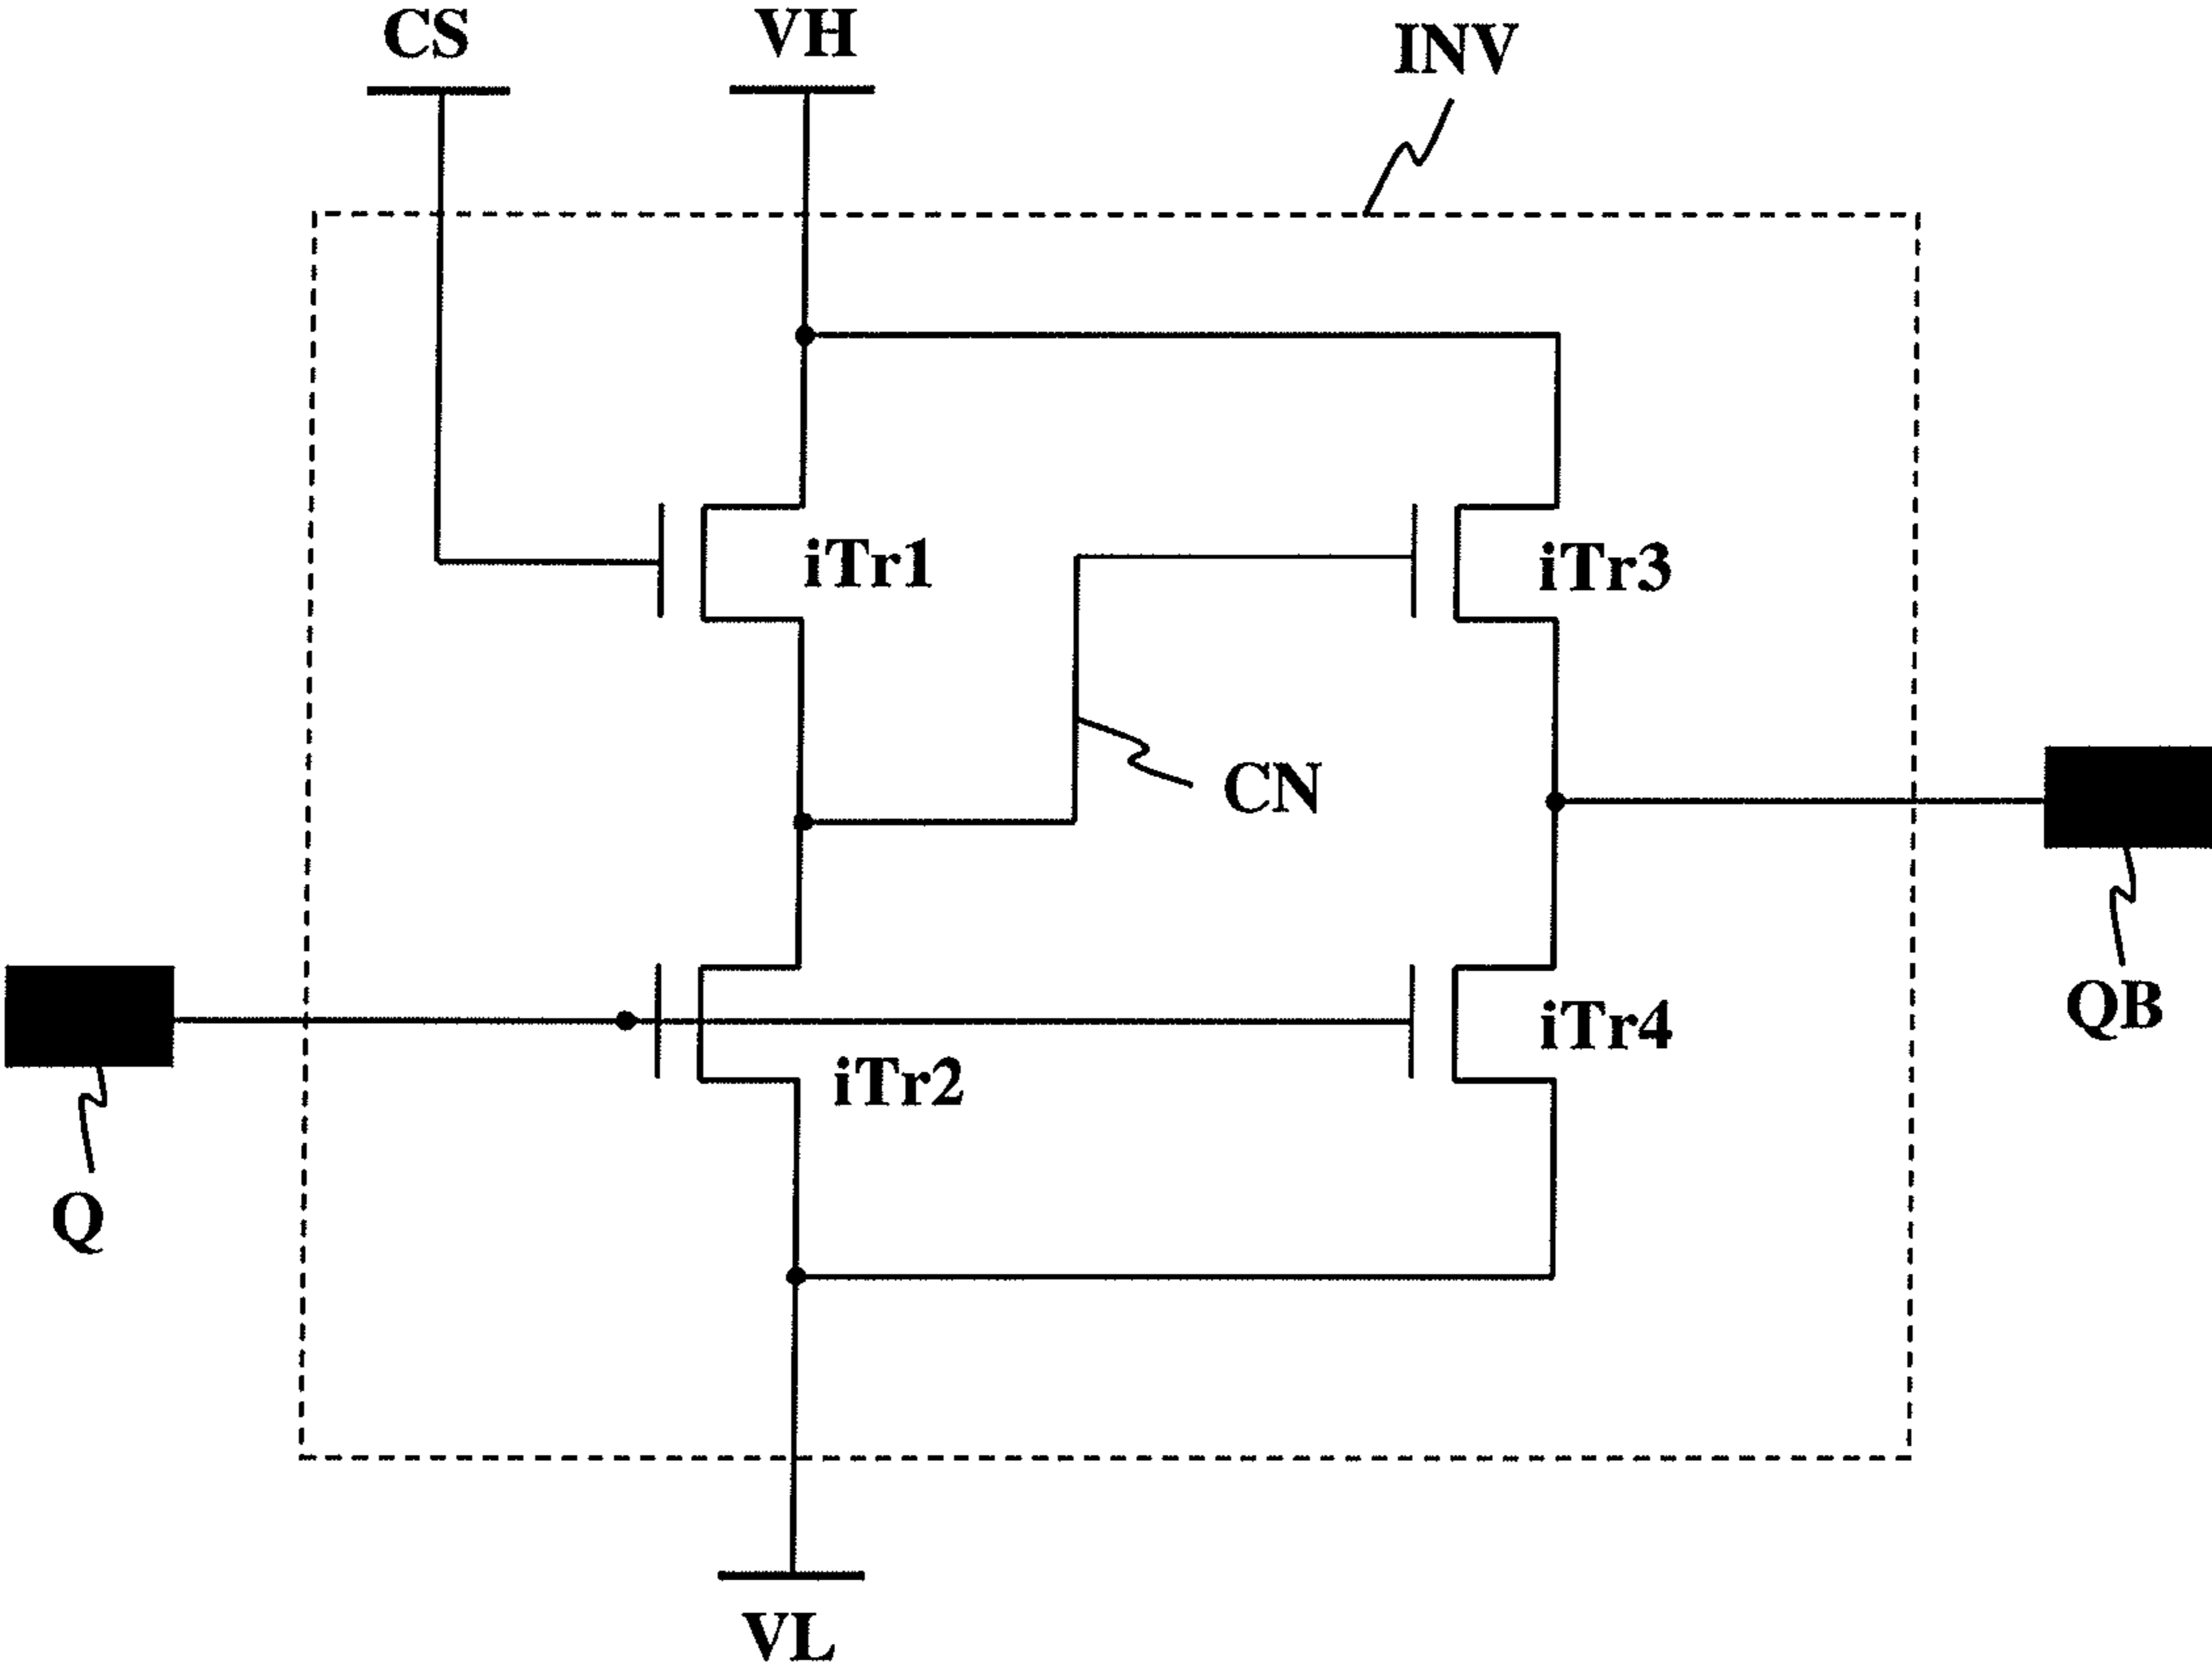 CS
VH
INV
iTr1
iTr3
CN
QB
iTr4
iTr2
Q
VL